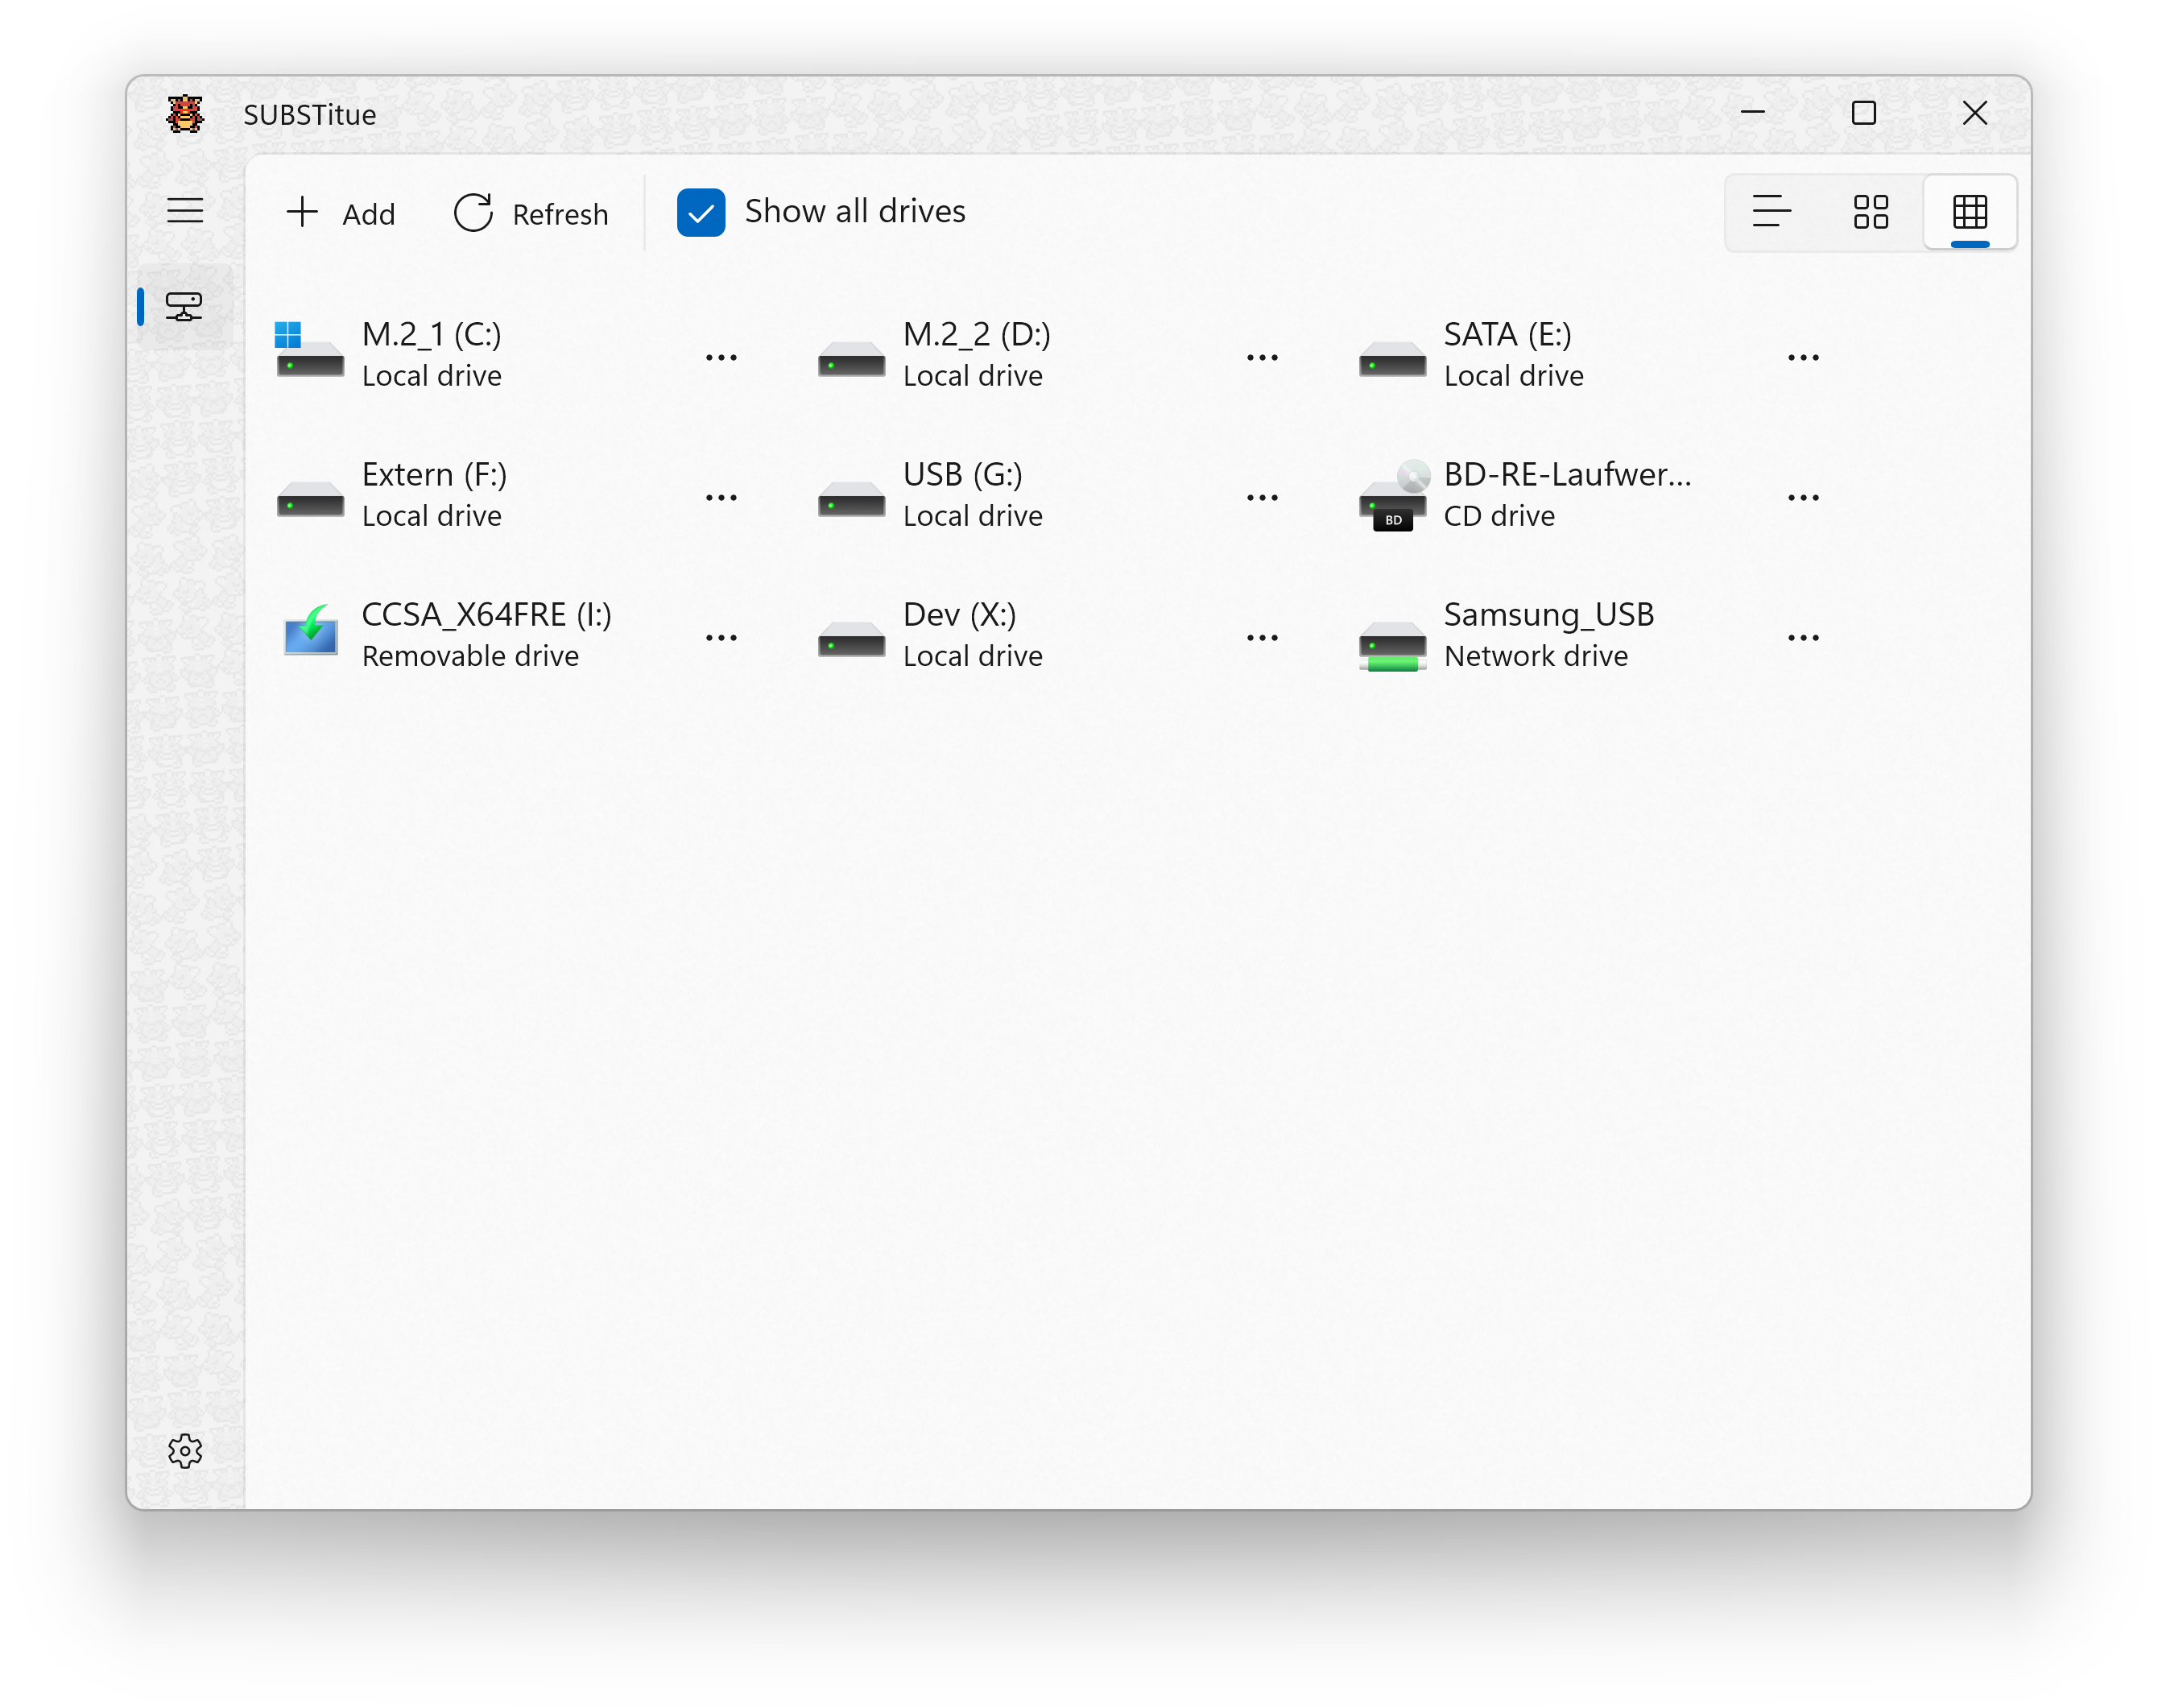 SUBSTitue
Add Refresh Show all drives
M.2_1 (C:)
Local drive
M.2_2 (D:)
Local drive
SATA (E:)
Local drive
Extern (F:)
Local drive
USB (G:)
Local drive
BD-RE-Laufwer...
CD drive
BD
CCSA_X64FRE (I:)
Removable drive
Dev (X:)
Local drive
Samsung_USB
Network drive